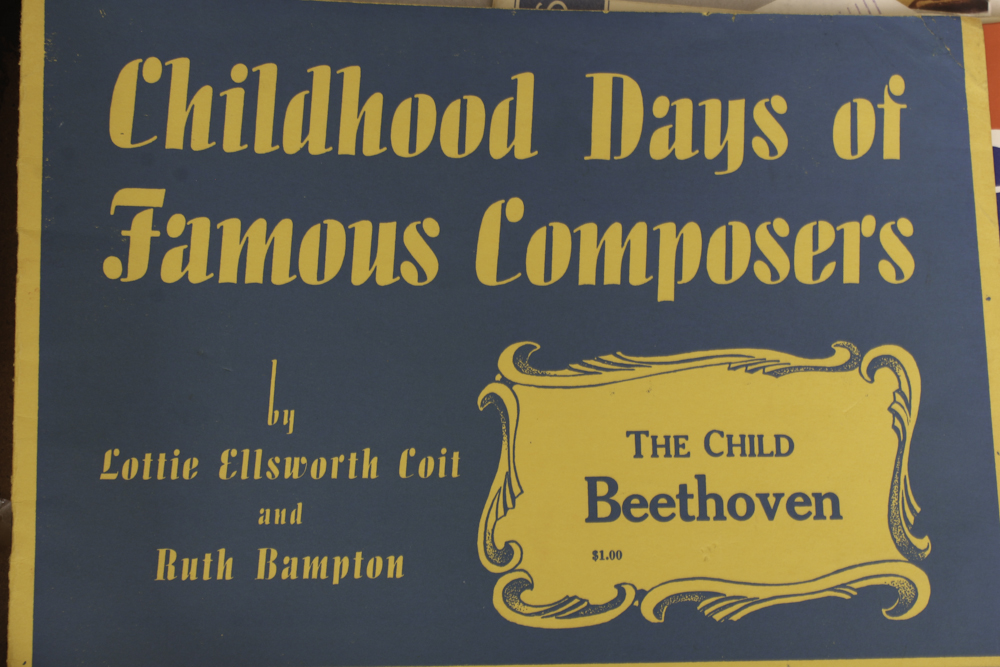 Childhood Days of
Famous Composers
by
Lottie Ellsworth Coit
and
Ruth Bampton
THE CHILD
Beethoven
$1.00